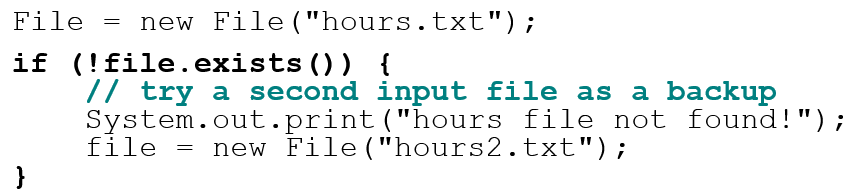 File = new File("hours.txt");
if (!file.exists()) {
    // try a second input file as a backup
    System.out.print("hours file not found!");
    file = new File("hours2.txt");
}